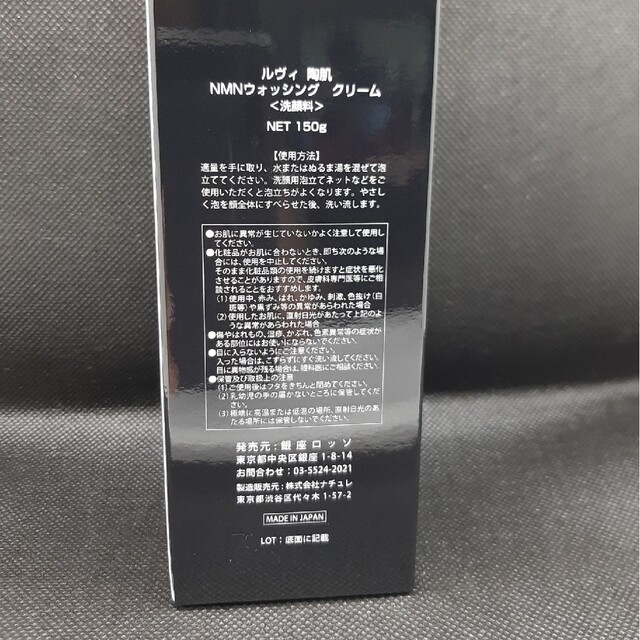 ルヴィ 陶肌
NMNウォッシング クリーム
<洗顔料>
NET 150g
【使用方法】
適量を手に取り、水またはぬるま湯を混ぜて泡
立ててください。洗顔用泡立てネットなどをご
使用いただくと泡立ちがよくなります。やさし
く泡を顔全体にすべらせた後、洗い流します。
●お肌に異常が生じていないかよく注意して使用し
てください。
●化粧品がお肌に合わないとき、即ち次のような場
合には、使用を中止してください。
そのまま化粧品類の使用を続けますと症状を悪化
させることがありますので、皮膚科専門医等にご相
談されることをおすすめします。
(1)使用中、赤み、はれ、かゆみ、刺激、色抜け(白
斑等)や黒ずみ等の異常があらわれた場合
(2)使用したお肌に、直射日光があたって上記のよ
うな異常があらわれた場合
●傷やはれもの、湿疹、かぶれ、色素異常等の症状が
ある部位にはお使いにならないでください。
●目に入らないようにご注意ください。
入った場合は、こすらずにすぐ洗い流してください。
目に異物感が残る場合は、眼科医にご相談ください。
●保管及び取扱上の注意
(1)ご使用後はフタをきちんと閉めてください。
(2)乳幼児の手の届かないところに保管してくだ
さい。
(3)極端に高温または低温の場所、直射日光のあ
たる場所には保管しないでください。
発売元：銀座ロッソ
東京都中央区銀座1-8-14
お問合わせ：03-5524-2021
製造販売元：株式会社ナチュレ
東京都渋谷区代々木1-57-2
MADE IN JAPAN
LOT：底面に記載